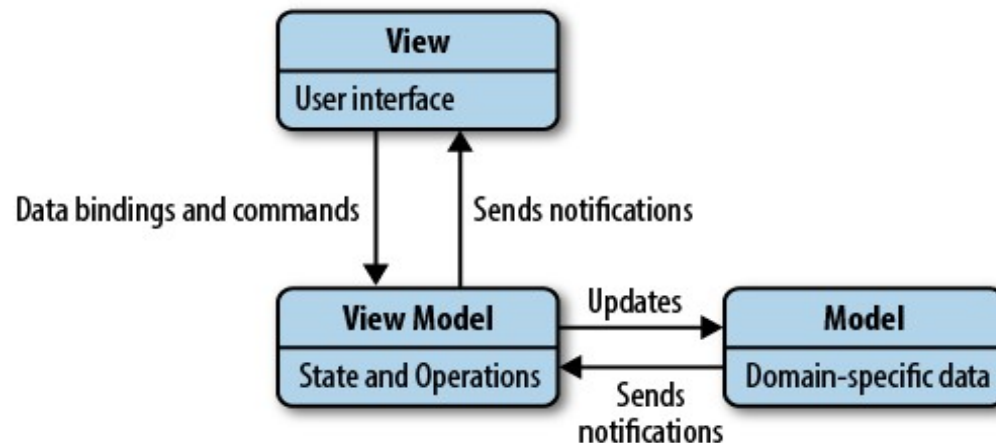 View
User interface
Data bindings and commands
Sends notifications
View Model
State and Operations
Updates
Sends
notifications
Model
Domain-specific data